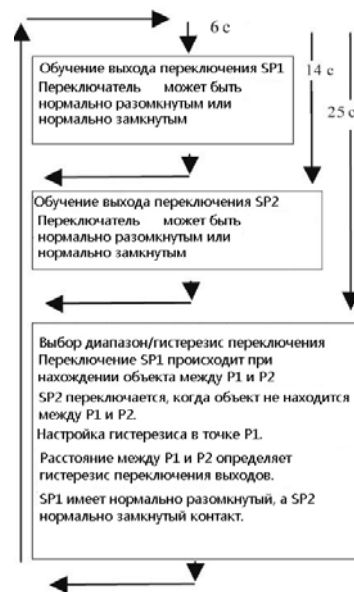 6 с
Обучение выхода переключения SP1
Переключатель может быть
нормально разомкнутым или
нормально замкнутым
14 с
25 с
Обучение выхода переключения SP2
Переключатель может быть
нормально разомкнутым или
нормально замкнутым
Выбор диапазон/гистерезис переключения
Переключение SP1 происходит при
нахождении объекта между P1 и P2
SP2 переключается, когда объект не находится
между P1 и P2.
Настройка гистерезиса в точке P1.
Расстояние между P1 и P2 определяет
гистерезис переключения выходов.
SP1 имеет нормально разомкнутый, а SP2
нормально замкнутый контакт.